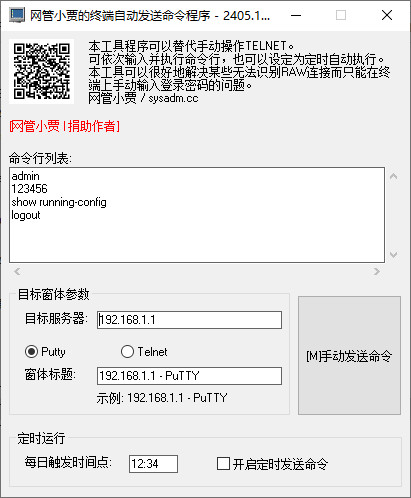 网管小贾的终端自动发送命令程序 - 2405.1...
本工具程序可以替代手动操作TELNET。
可依次输入并执行命令行，也可以设定为定时自动执行。
本工具可以很好地解决某些无法识别RAW连接而只能在终
端上手动输入登录密码的问题。
网管小贾 / sysadm.cc
[网管小贾 | 捐助作者]
命令行列表:
admin
123456
show running-config
logout
目标窗体参数
目标服务器: 192.168.1.1
Putty Telnet
窗体标题: 192.168.1.1 - PuTTY
示例: 192.168.1.1 - PuTTY
[M]手动发送命令
定时运行
每日触发时间点: 12:34 开启定时发送命令